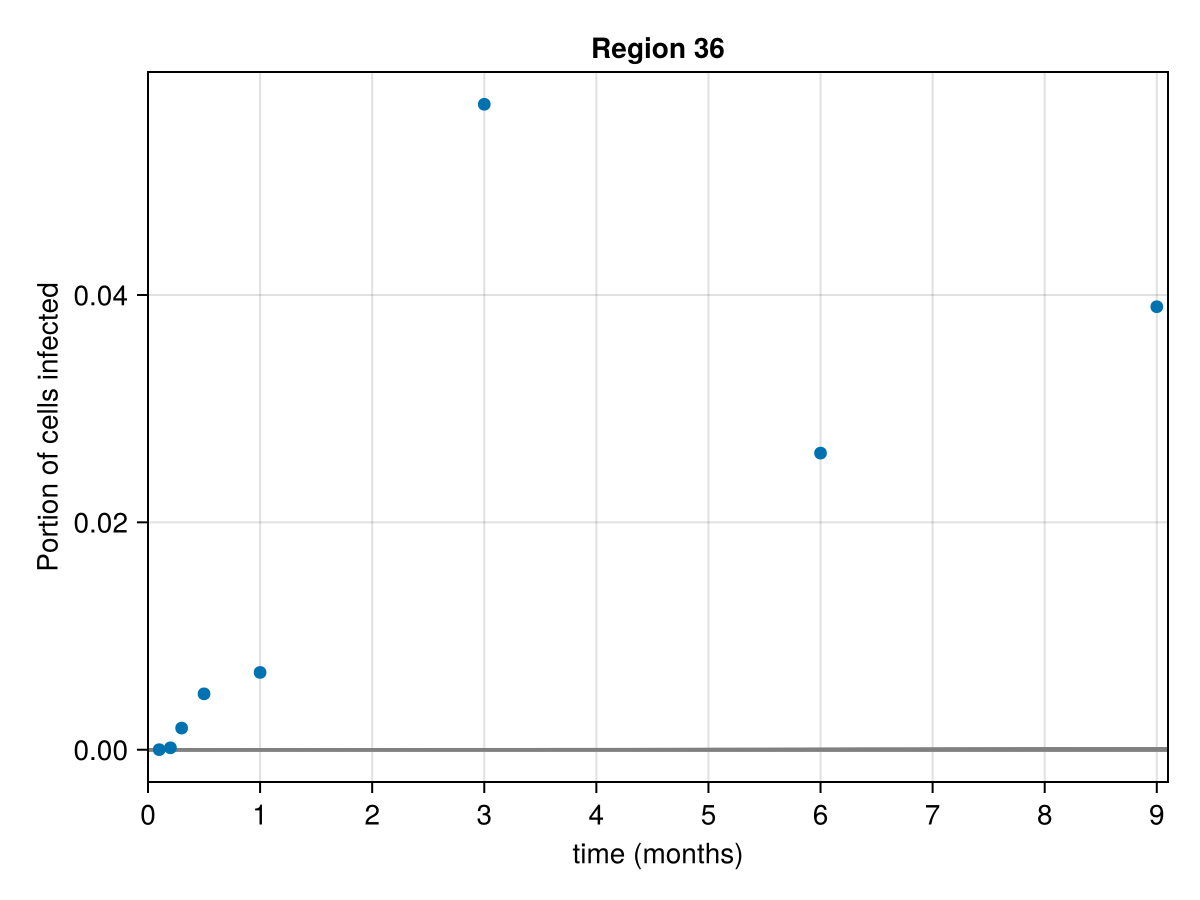 Region 36
Portion of cells infected
0.04
0.02
0.00
0 1 2 3 4 5 6 7 8 9
time (months)